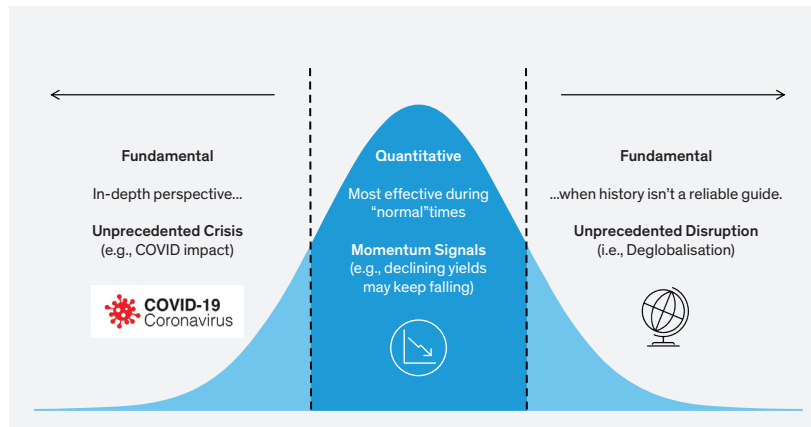 Fundamental
In-depth perspective...
Unprecedented Crisis
(e.g., COVID impact)
COVID-19
Coronavirus
Quantitative
Most effective during
“normal”times
Momentum Signals
(e.g., declining yields
may keep falling)
Fundamental
...when history isn’t a reliable guide.
Unprecedented Disruption
(i.e., Deglobalisation)